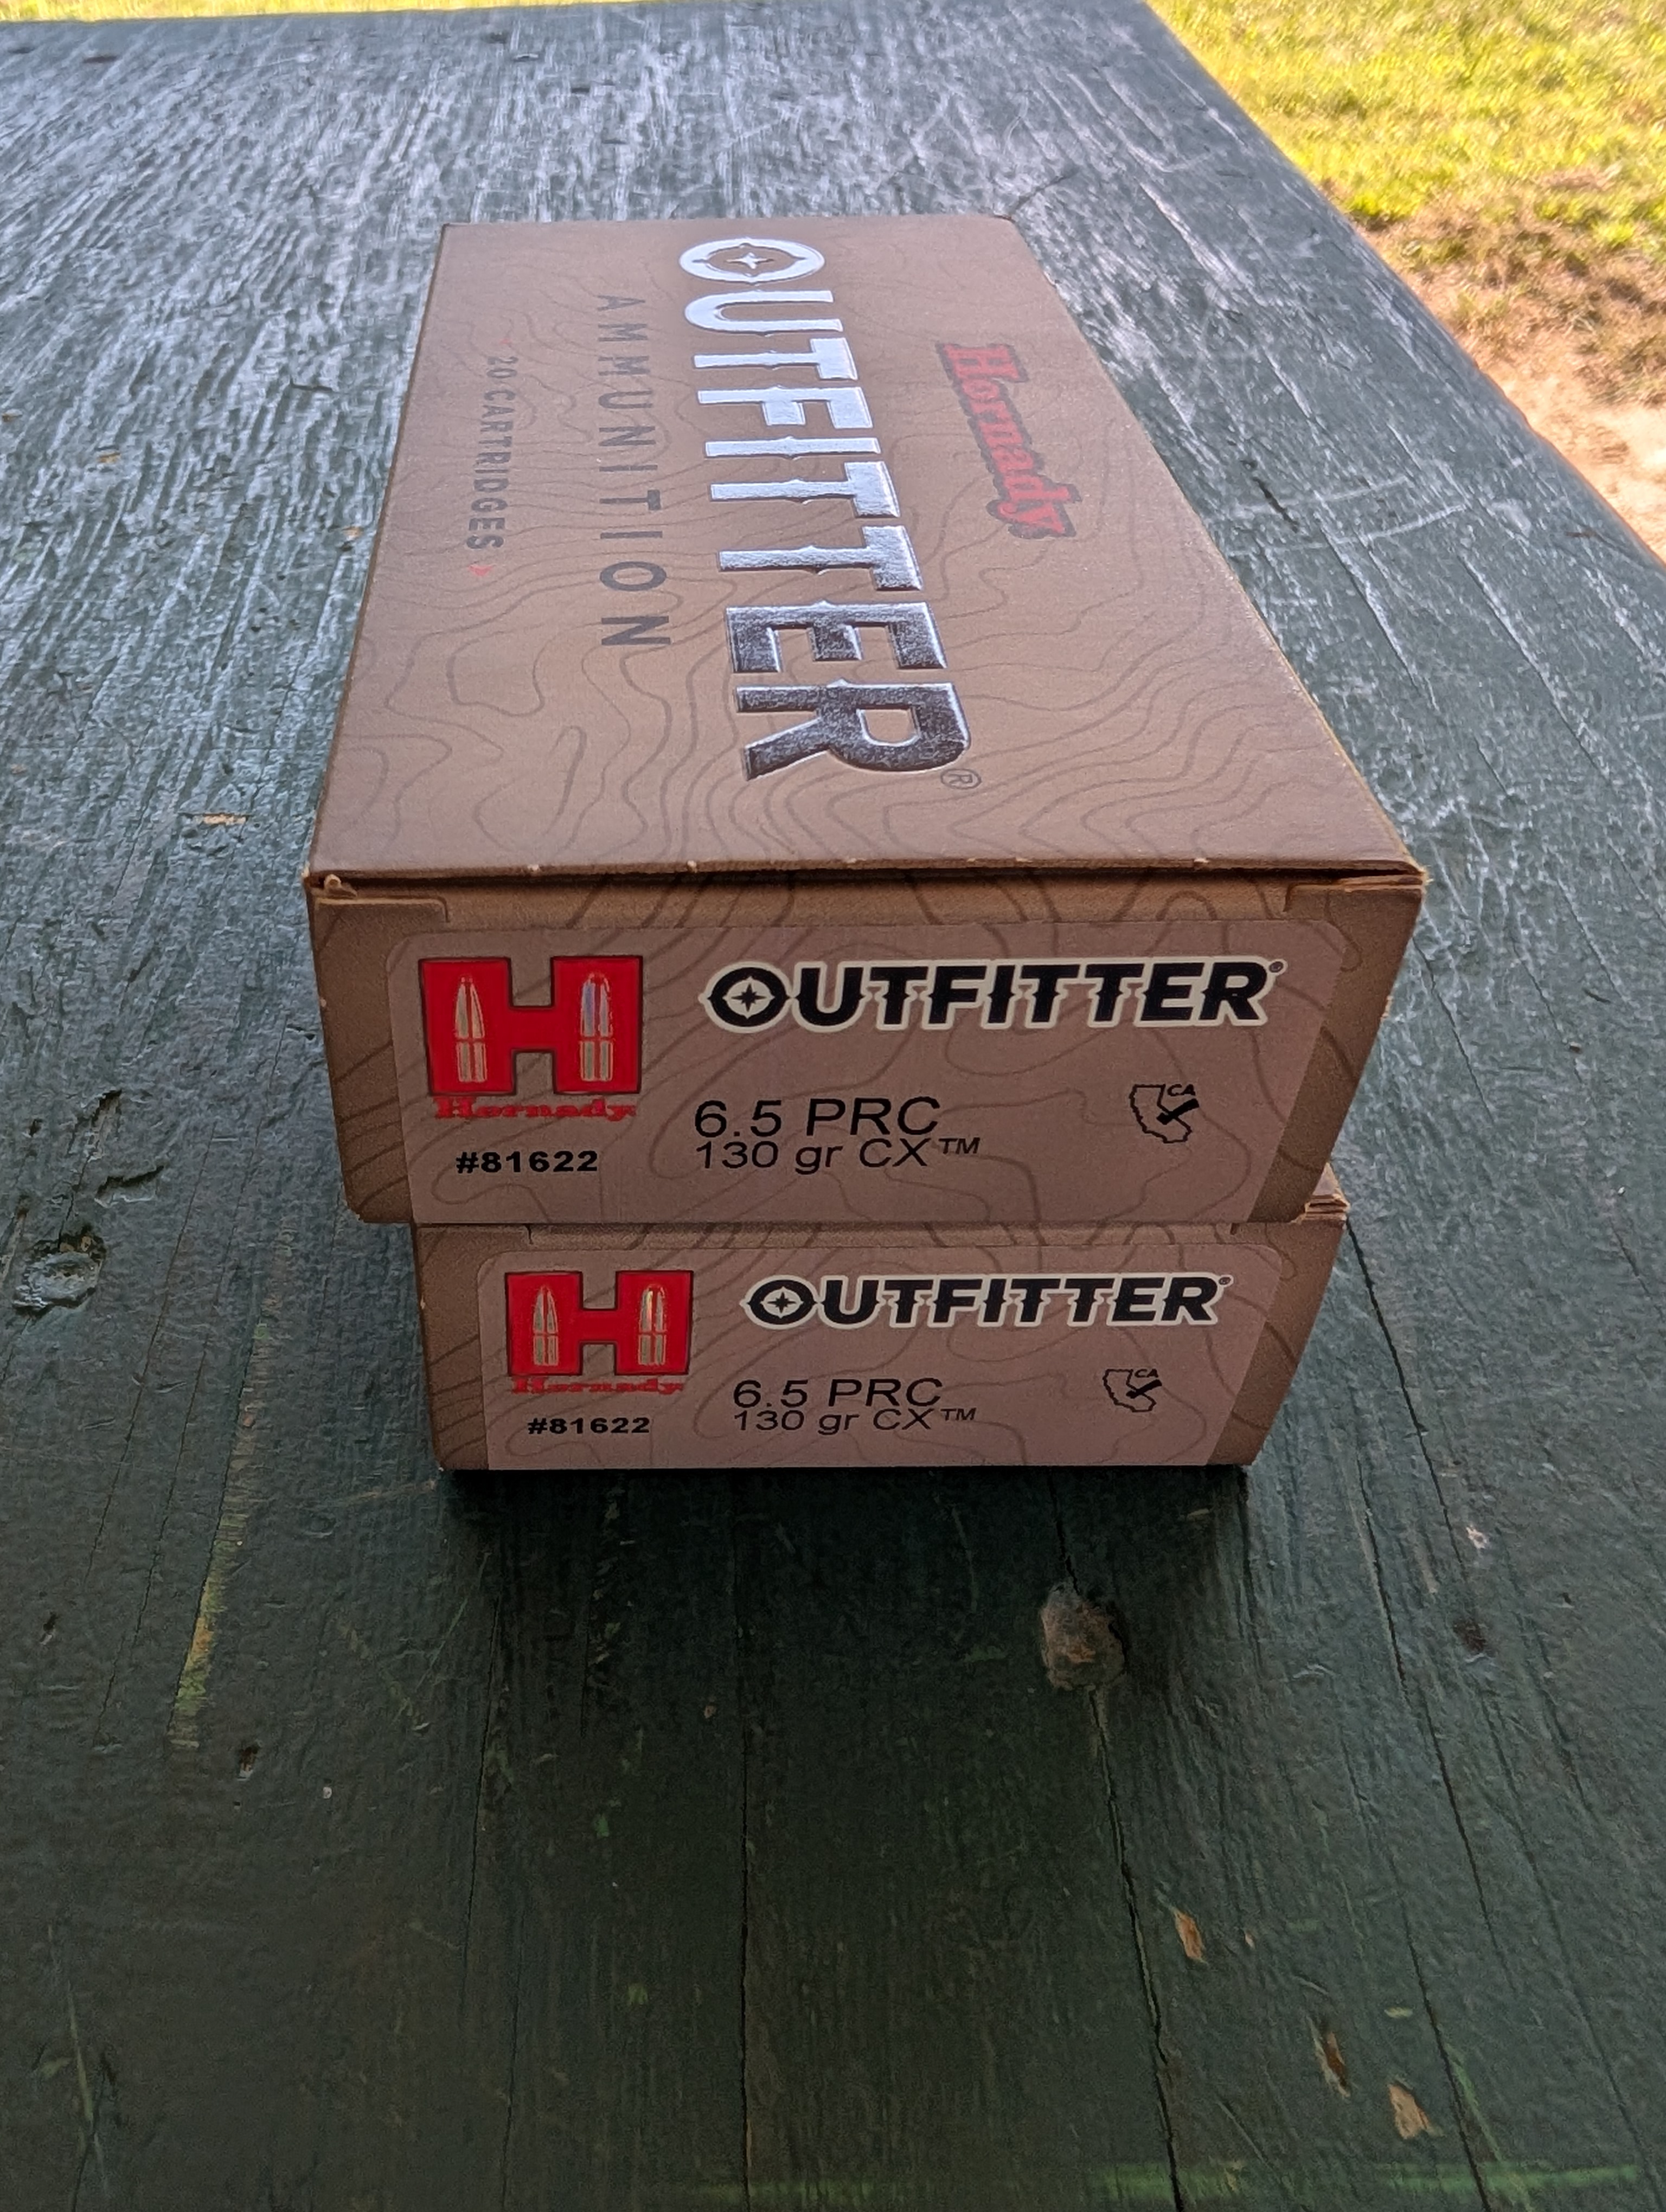 Hornady
OUTFITTER®
AMMUNITION
20 CARTRIDGES
H
Hornady
#81622
OUTFITTER®
6.5 PRC
130 gr CX™
CA
H
Hornady
#81622
OUTFITTER®
6.5 PRC
130 gr CX™
CA